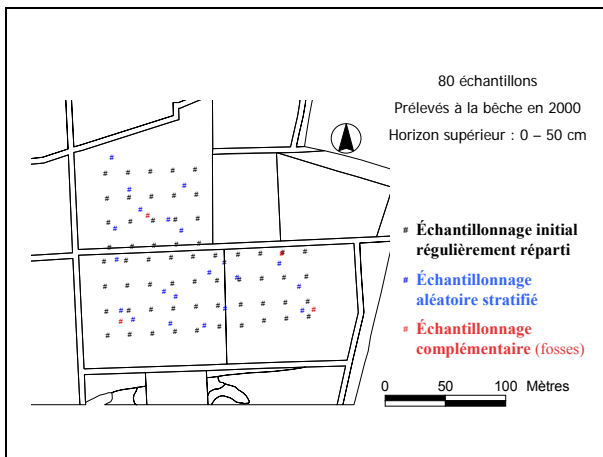 80 échantillons
Prélevés à la bêche en 2000
Horizon supérieur : 0 – 50 cm
# Échantillonnage initial
régulièrement réparti
# Échantillonnage
aléatoire stratifié
# Échantillonnage
complémentaire (fosses)
0 50 100 Mètres